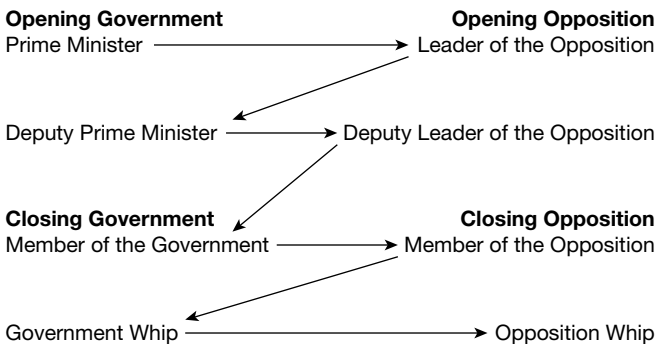 Opening Government Opening Opposition
Prime Minister Leader of the Opposition
Deputy Prime Minister Deputy Leader of the Opposition
Closing Government Closing Opposition
Member of the Government Member of the Opposition
Government Whip Opposition Whip